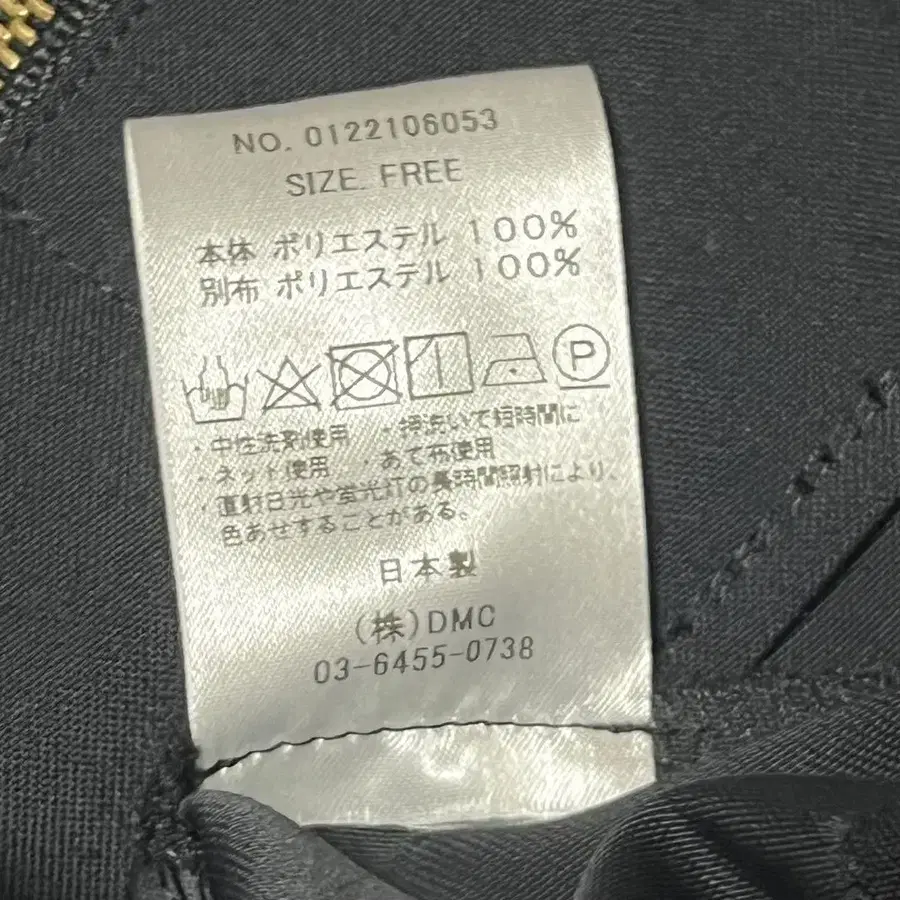 NO. 0122106053
SIZE. FREE
本体 ポリエステル 100%
別布 ポリエステル 100%
P
・中性洗剤使用 ・押洗いで短時間に
・ネット使用 ・あて布使用
・直射日光や蛍光灯の長時間照射により、
色あせすることがある。
日本製
(株)DMC
03-6455-0738